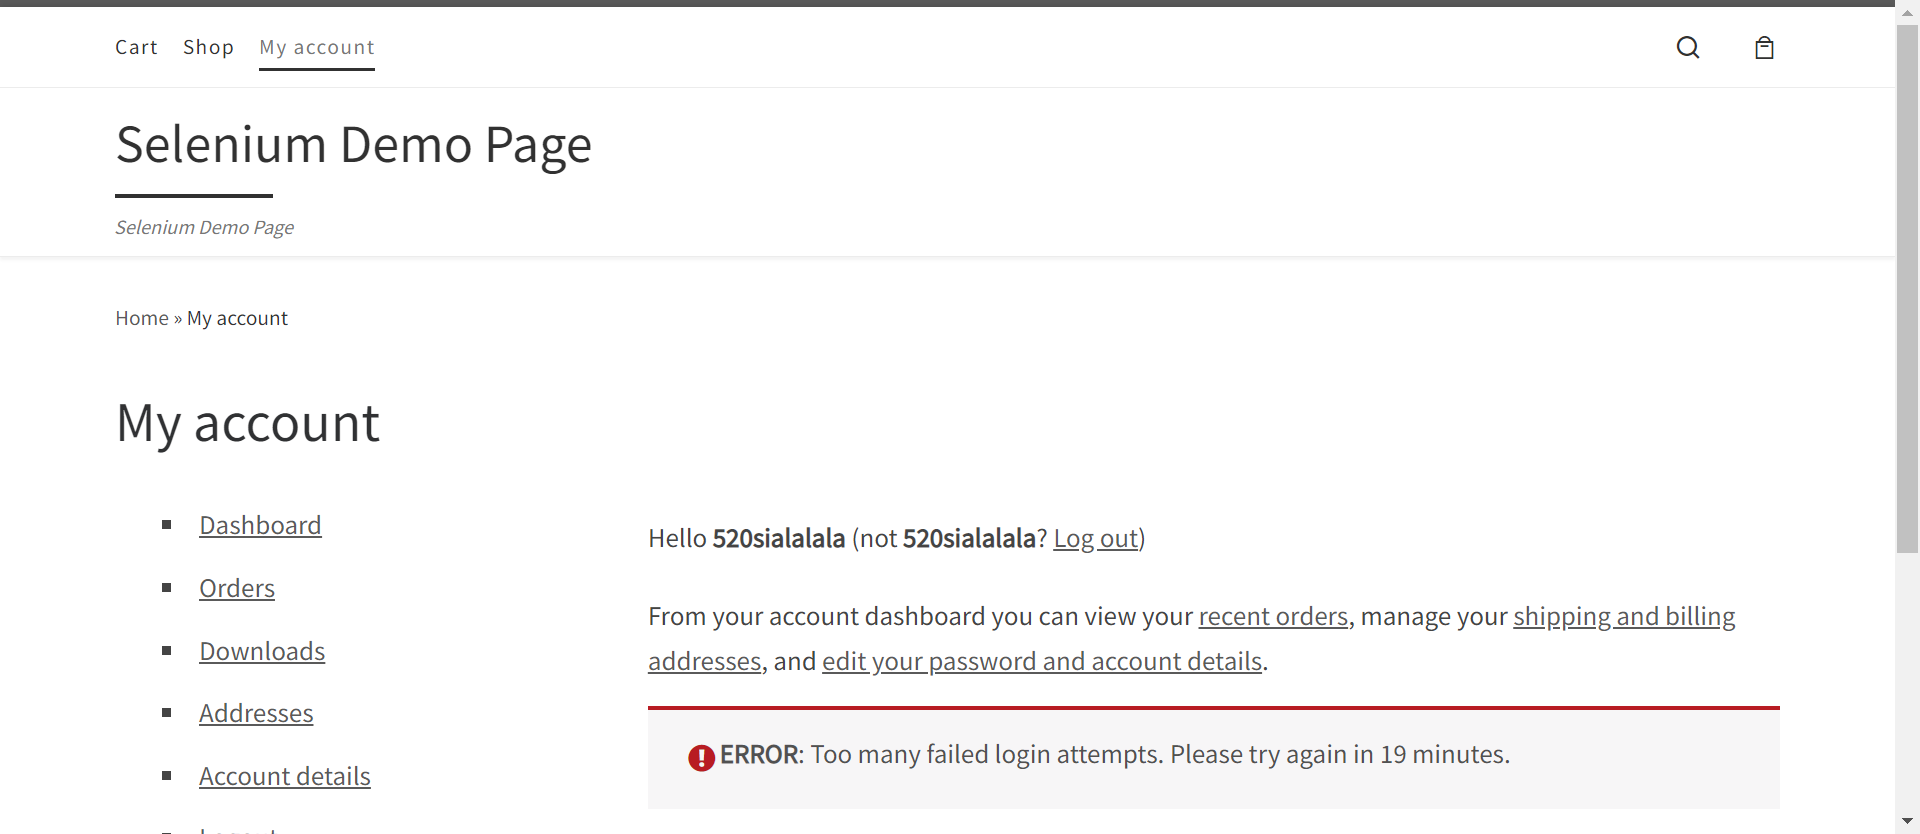 Cart Shop My account
Selenium Demo Page
Selenium Demo Page
Home » My account
My account
Dashboard
Orders
Downloads
Addresses
Account details
Hello 520sialalala (not 520sialalala? Log out)
From your account dashboard you can view your recent orders, manage your shipping and billing
addresses, and edit your password and account details.
ERROR: Too many failed login attempts. Please try again in 19 minutes.